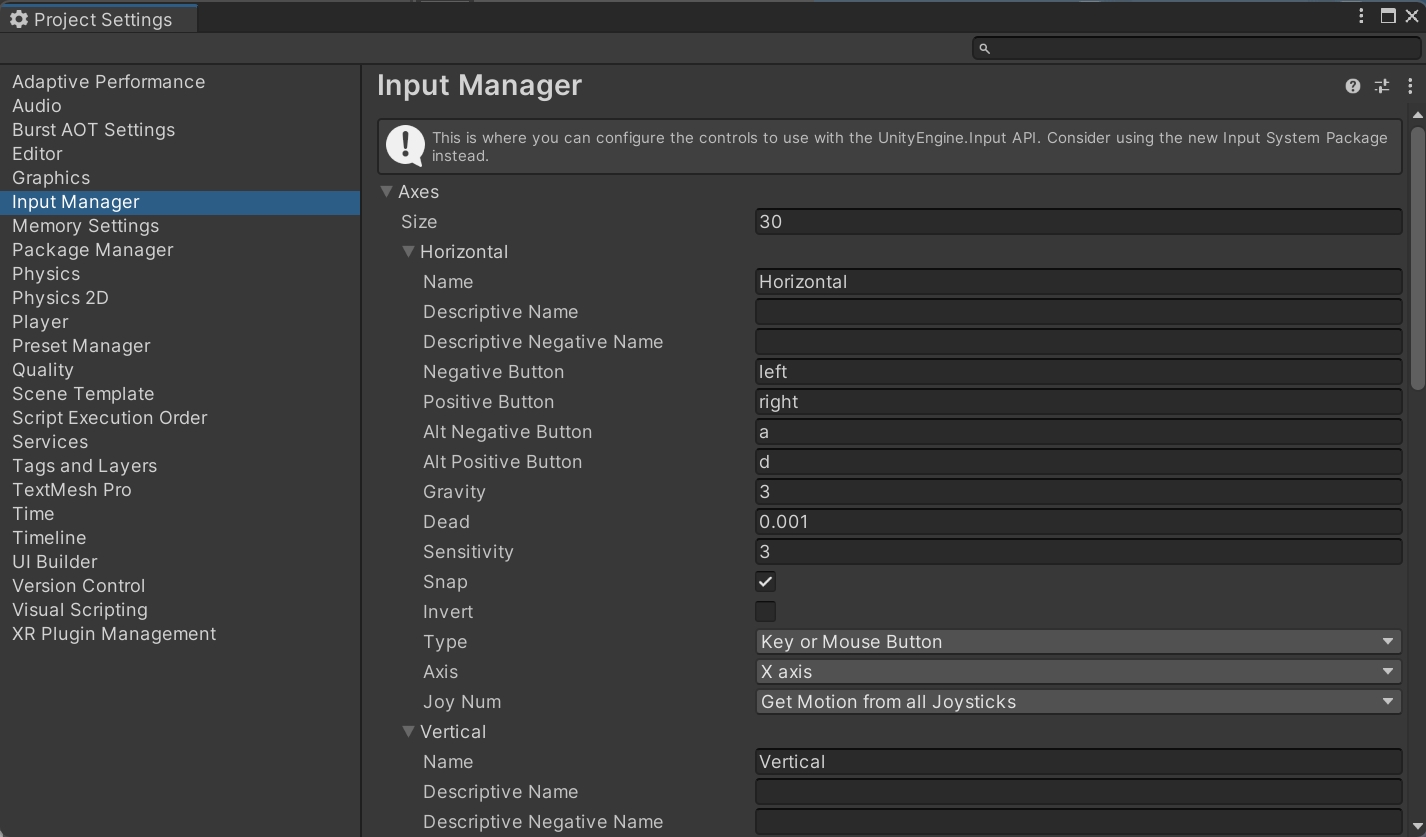 Project Settings
Adaptive Performance
Audio
Burst AOT Settings
Editor
Graphics
Input Manager
Memory Settings
Package Manager
Physics
Physics 2D
Player
Preset Manager
Quality
Scene Template
Script Execution Order
Services
Tags and Layers
TextMesh Pro
Time
Timeline
UI Builder
Version Control
Visual Scripting
XR Plugin Management
Input Manager
This is where you can configure the controls to use with the UnityEngine.Input API. Consider using the new Input System Package
instead.
Axes
Size 30
Horizontal
Name Horizontal
Descriptive Name
Descriptive Negative Name
Negative Button left
Positive Button right
Alt Negative Button a
Alt Positive Button d
Gravity 3
Dead 0.001
Sensitivity 3
Snap
Invert
Type Key or Mouse Button
Axis X axis
Joy Num Get Motion from all Joysticks
Vertical
Name Vertical
Descriptive Name
Descriptive Negative Name